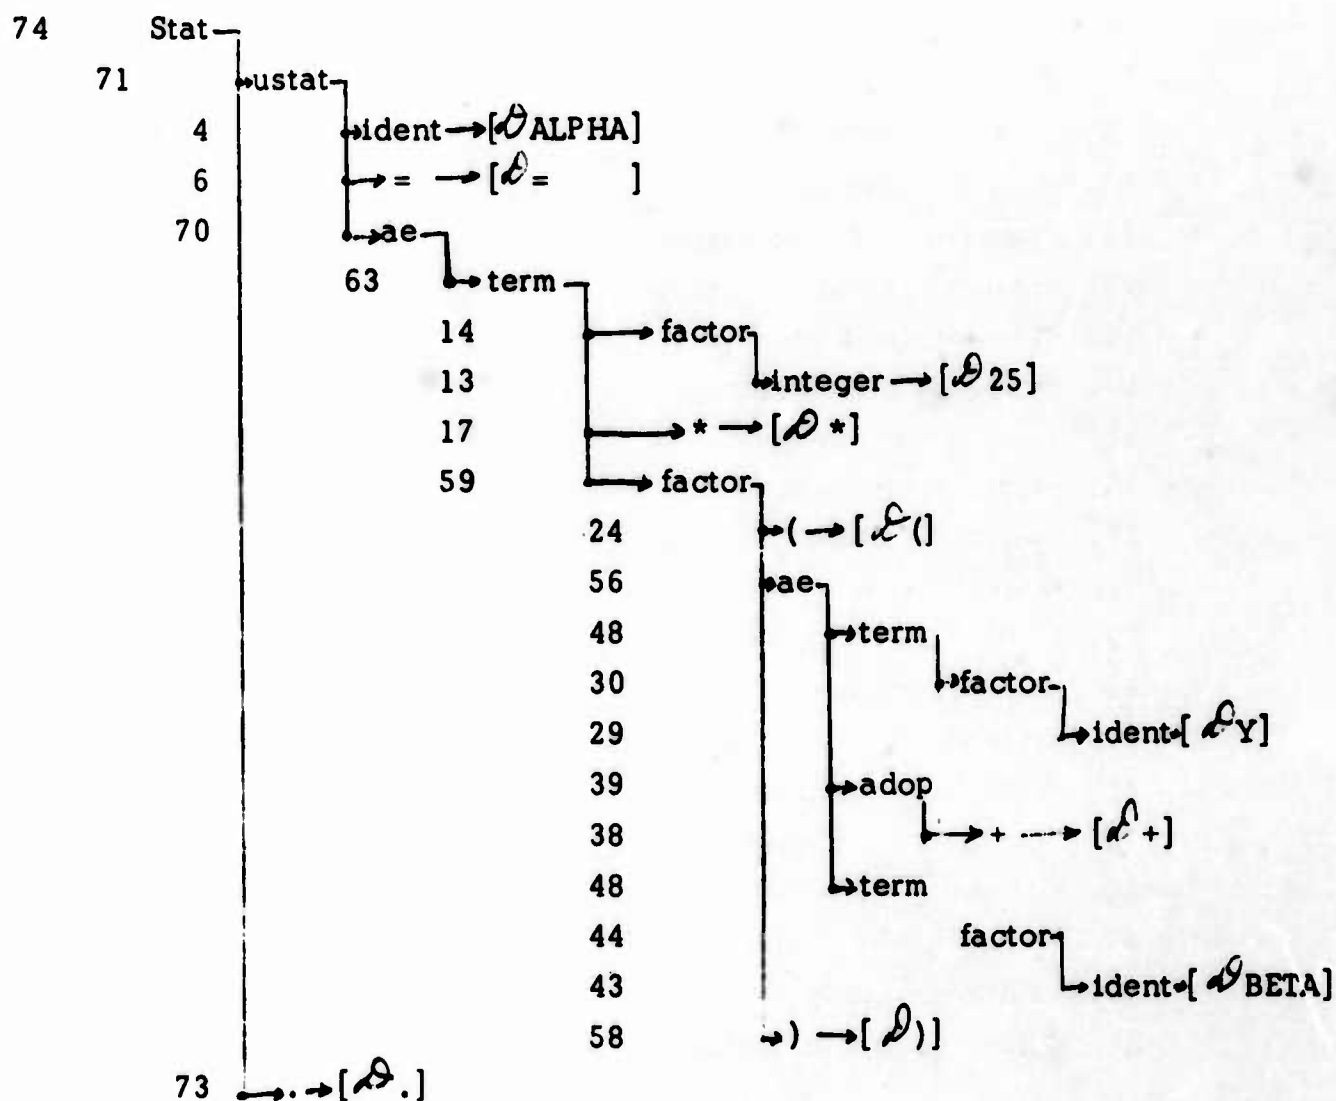 74 Stat
71 ustat
4 ident → [𝒟 ALPHA]
6 → = → [𝒟 = ]
70 → ae
63 → term
14 → factor
13 → integer → [𝒟 25]
17 → * → [𝒟 *]
59 → factor
24 → ( → [𝒟 (]
56 → ae
48 → term
30 → factor
29 → ident → [𝒟 Y]
39 → adop
38 → + → [𝒟 +]
48 → term
44 factor
43 → ident → [𝒟 BETA]
58 → ) → [𝒟 )]
73 → . → [𝒟 .]